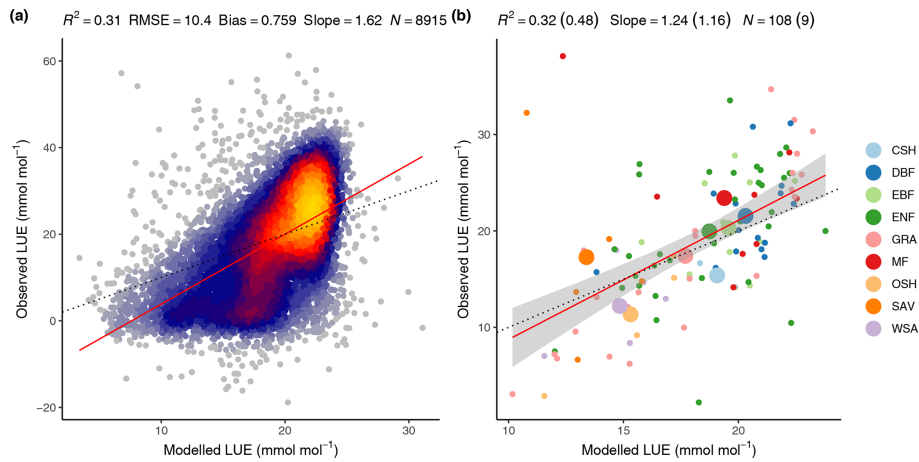 (a) R² = 0.31 RMSE = 10.4 Bias = 0.759 Slope = 1.62 N = 8915
60
40
20
0
−20
Observed LUE (mmol mol⁻¹)
10 20 30
Modelled LUE (mmol mol⁻¹)
(b) R² = 0.32 (0.48) Slope = 1.24 (1.16) N = 108 (9)
30
20
10
Observed LUE (mmol mol⁻¹)
10 15 20
Modelled LUE (mmol mol⁻¹)
CSH
DBF
EBF
ENF
GRA
MF
OSH
SAV
WSA